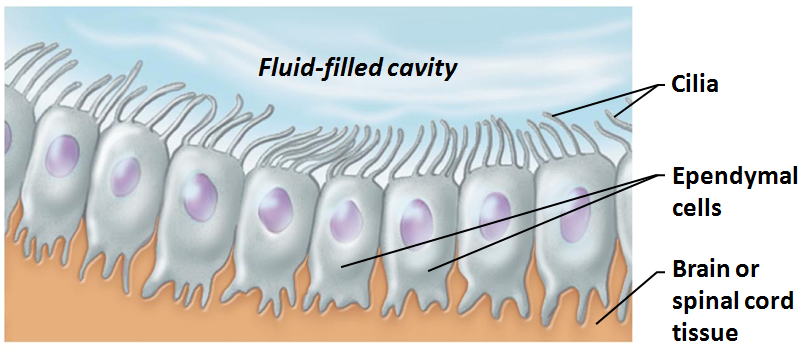 Fluid-filled cavity
Cilia
Ependymal
cells
Brain or
spinal cord
tissue